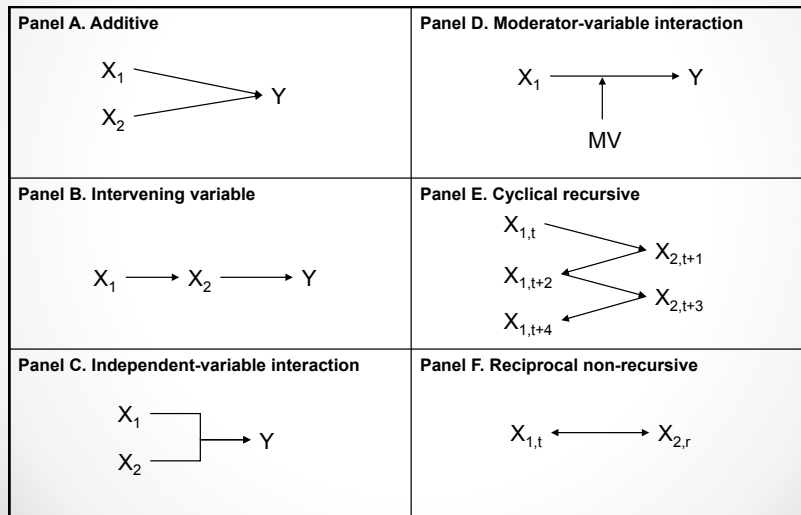 Panel A. Additive
X1
X2
Y
Panel D. Moderator-variable interaction
X1
Y
MV
Panel B. Intervening variable
X1
X2
Y
Panel E. Cyclical recursive
X1,t
X2,t+1
X1,t+2
X2,t+3
X1,t+4
Panel C. Independent-variable interaction
X1
X2
Y
Panel F. Reciprocal non-recursive
X1,t
X2,r